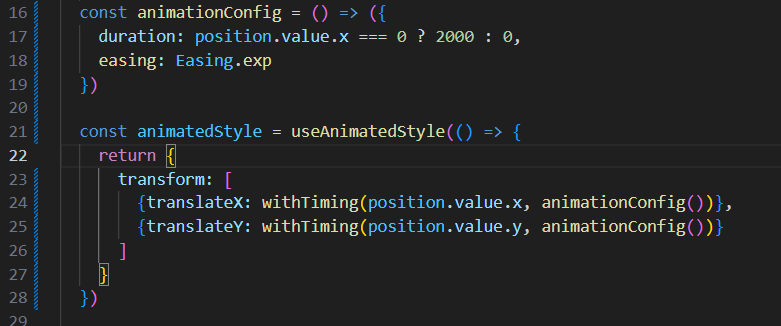 16 const animationConfig = () => ({
17 duration: position.value.x === 0 ? 2000 : 0,
18 easing: Easing.exp
19 })
20
21 const animatedStyle = useAnimatedStyle(() => {
22 return {
23 transform: [
24 {translateX: withTiming(position.value.x, animationConfig())},
25 {translateY: withTiming(position.value.y, animationConfig())}
26 ]
27 }
28 })
29